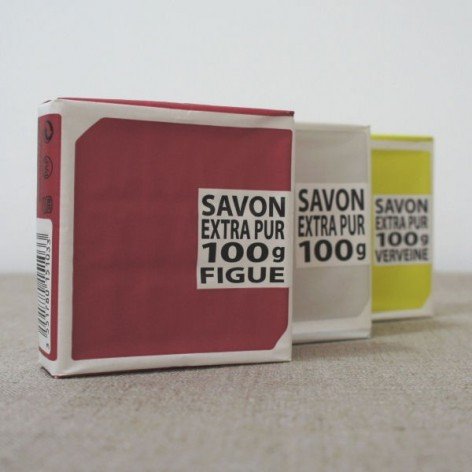 SAVON
EXTRA PUR
100g
FIGUE
SAVON
EXTRA PUR
100g
SAVON
EXTRA PUR
100g
VERVEINE